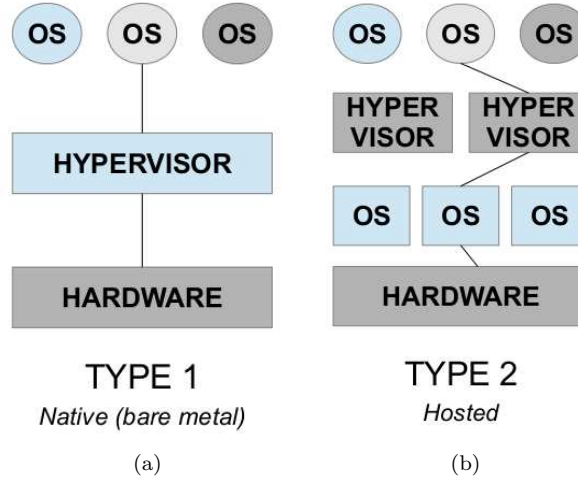 OS OS OS
HYPERVISOR
HARDWARE
TYPE 1
Native (bare metal)
(a)
OS OS OS
HYPER
VISOR
HYPER
VISOR
OS OS OS
HARDWARE
TYPE 2
Hosted
(b)